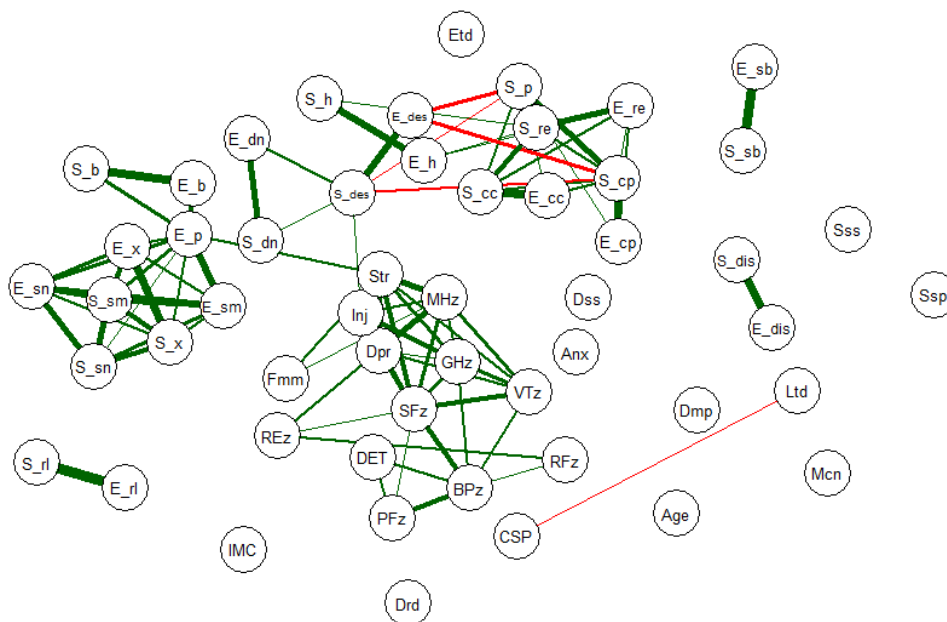 Etd
E_sb
S_p
S_h
E_re
E_des
S_re
E_dn
S_sb
E_h
S_b
E_b
S_cp
S_des
S_cc
E_cc
Sss
E_p
S_dn
E_cp
E_x
S_dis
Str
E_sn
S_sm
MHz
Dss
Ssp
E_sm
Inj
E_dis
S_x
Dpr
Anx
S_sn
GHz
Fmm
VTz
Ltd
SFz
Dmp
REz
DET
RFz
S_rl
Mcn
E_rl
BPz
Age
PFz
CSP
IMC
Drd